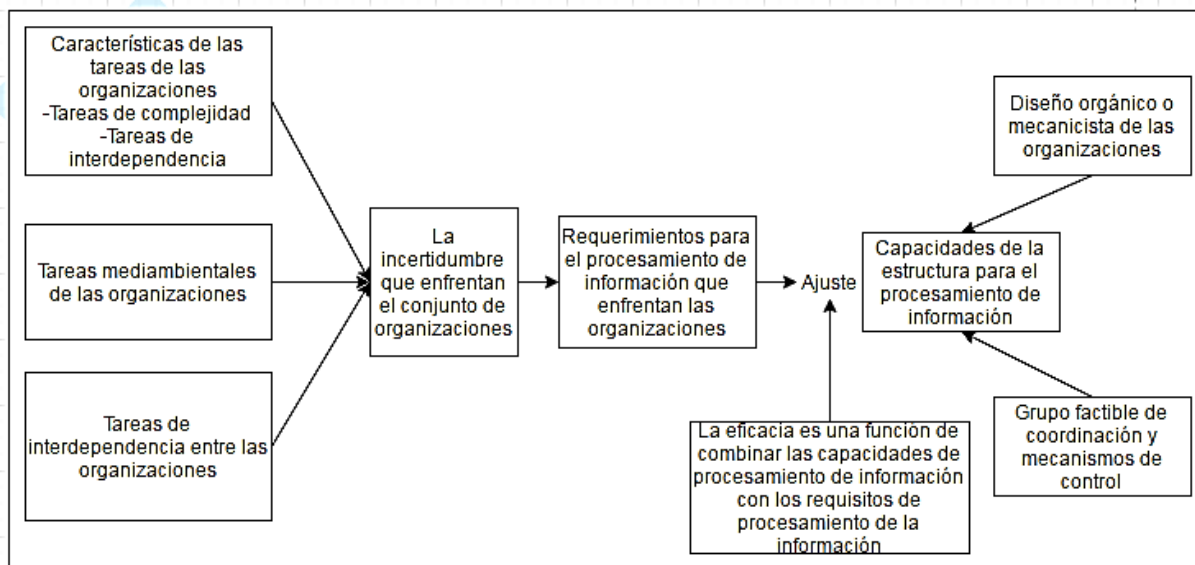 Características de las
tareas de las
organizaciones
-Tareas de complejidad
-Tareas de
interdependencia
Tareas mediambientales
de las organizaciones
Tareas de
interdependencia entre las
organizaciones
La
incertidumbre
que enfrentan
el conjunto de
organizaciones
Requerimientos para
el procesamiento de
información que
enfrentan las
organizaciones
Ajuste
La eficacia es una función de
combinar las capacidades de
procesamiento de información
con los requisitos de
procesamiento de la
información
Diseño orgánico o
mecanicista de las
organizaciones
Capacidades de la
estructura para el
procesamiento de
información
Grupo factible de
coordinación y
mecanismos de
control